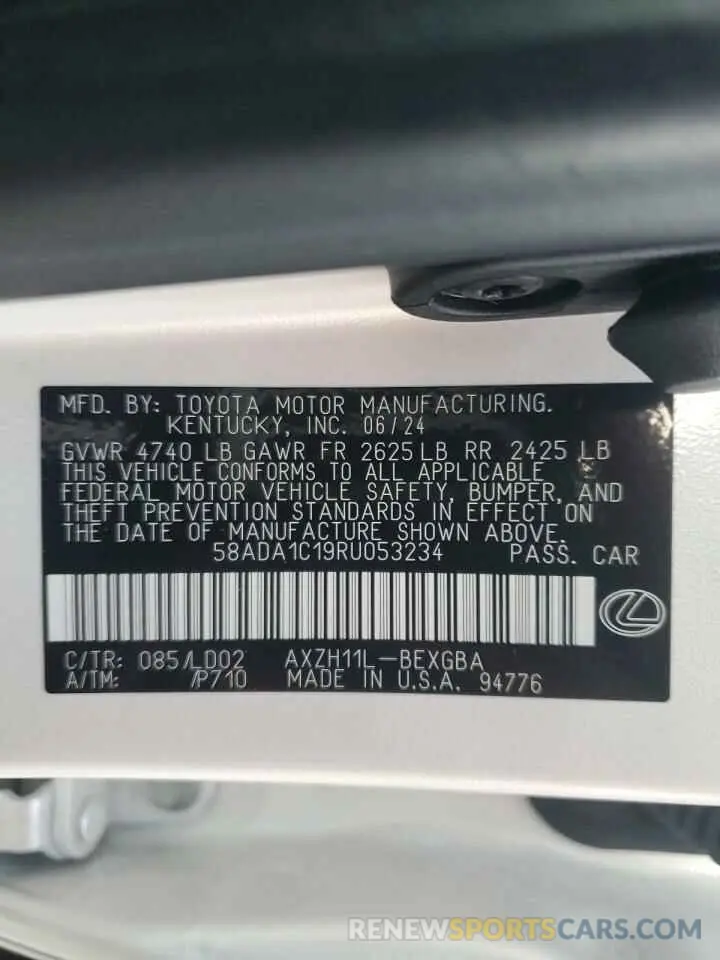 MFD. BY: TOYOTA MOTOR MANUFACTURING.
KENTUCKY, INC. 06/24
GVWR 4740 LB GAWR FR 2625 LB RR 2425 LB
THIS VEHICLE CONFORMS TO ALL APPLICABLE
FEDERAL MOTOR VEHICLE SAFETY, BUMPER, AND
THEFT PREVENTION STANDARDS IN EFFECT ON
THE DATE OF MANUFACTURE SHOWN ABOVE.
58ADA1C19RU053234 PASS. CAR
C/TR: 085/LD02 AXZH11L-BEXGBA
A/TM: /P710 MADE IN U.S.A. 94776
RENEWSPORTSCARS.COM